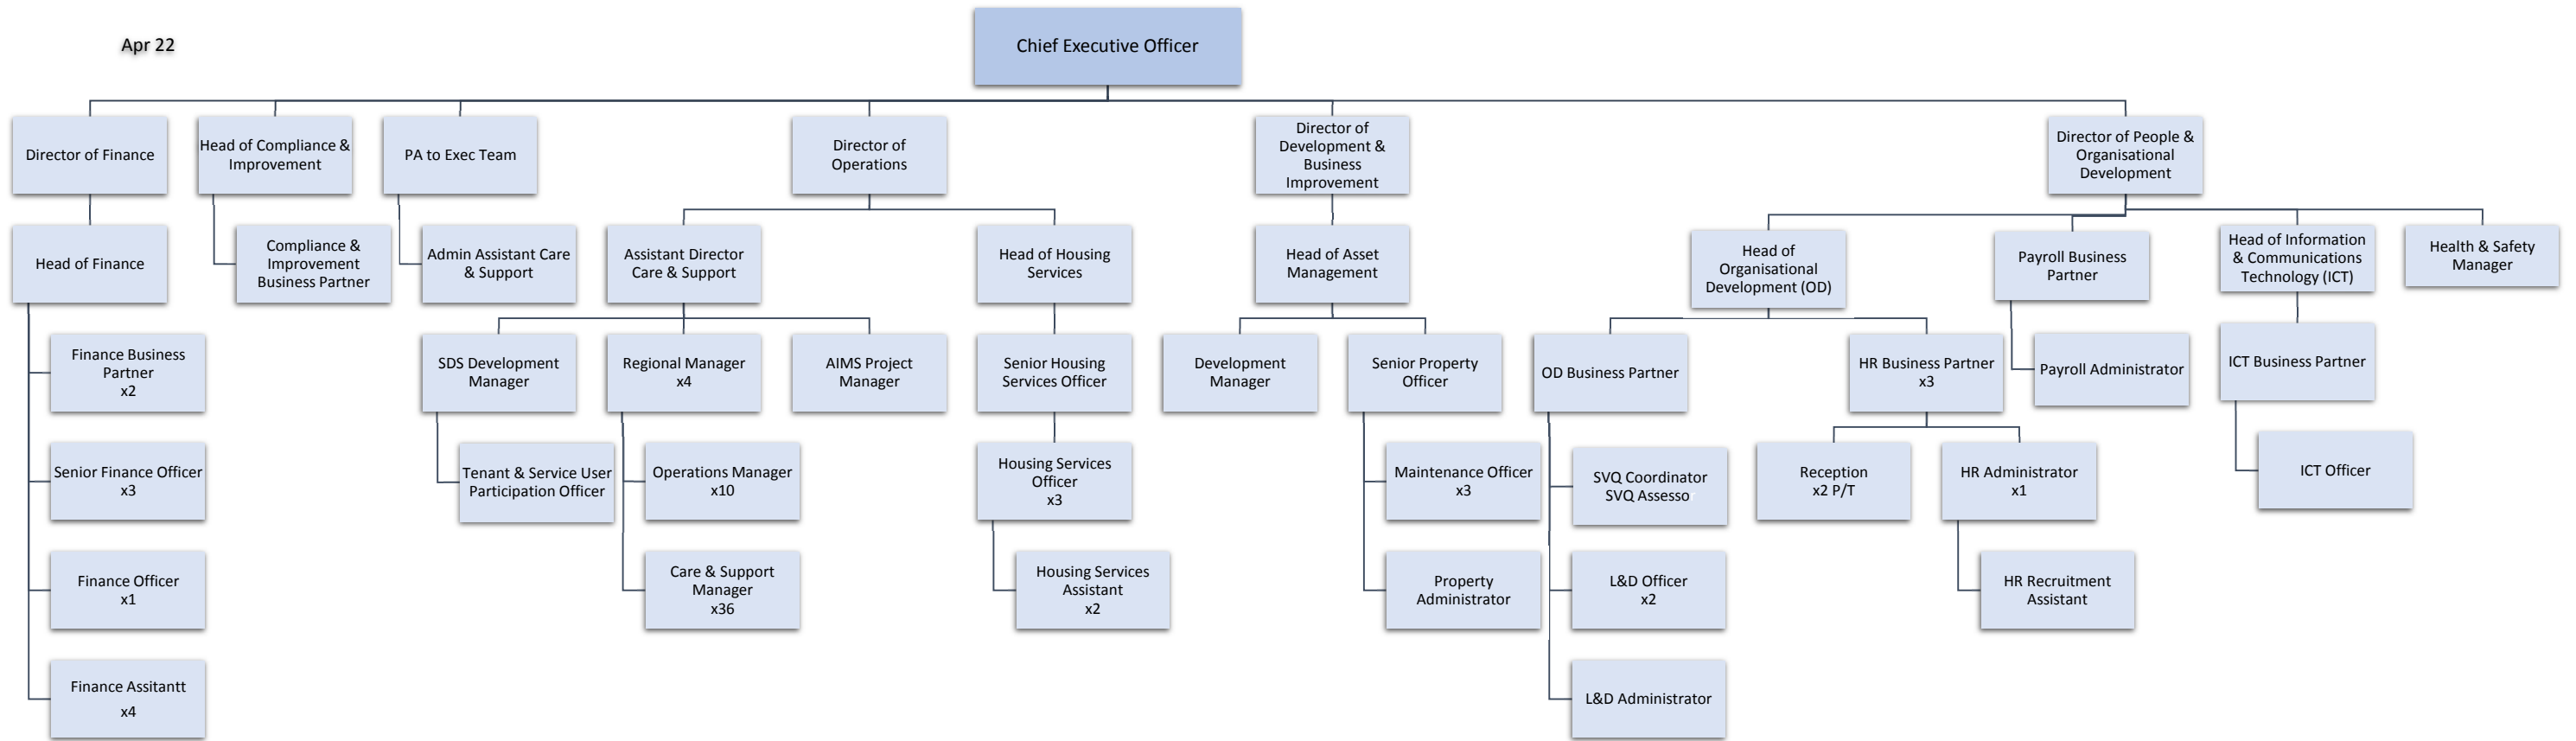 Apr 22
Chief Executive Officer
Director of Finance
Head of Compliance &
Improvement
PA to Exec Team
Director of
Operations
Director of
Development &
Business
Improvement
Director of People &
Organisational
Development
Head of Finance
Compliance &
Improvement
Business Partner
Admin Assistant Care
& Support
Assistant Director
Care & Support
Head of Housing
Services
Head of Asset
Management
Head of
Organisational
Development (OD)
Payroll Business
Partner
Head of Information
& Communications
Technology (ICT)
Health & Safety
Manager
Finance Business
Partner
x2
SDS Development
Manager
Regional Manager
x4
AIMS Project
Manager
Senior Housing
Services Officer
Development
Manager
Senior Property
Officer
OD Business Partner
HR Business Partner
x3
Payroll Administrator
ICT Business Partner
Senior Finance Officer
x3
Tenant & Service User
Participation Officer
Operations Manager
x10
Housing Services
Officer
x3
Maintenance Officer
x3
SVQ Coordinator
SVQ Assesso
Reception
x2 P/T
HR Administrator
x1
ICT Officer
Finance Officer
x1
Care & Support
Manager
x36
Housing Services
Assistant
x2
Property
Administrator
L&D Officer
x2
HR Recruitment
Assistant
Finance Assitantt
x4
L&D Administrator